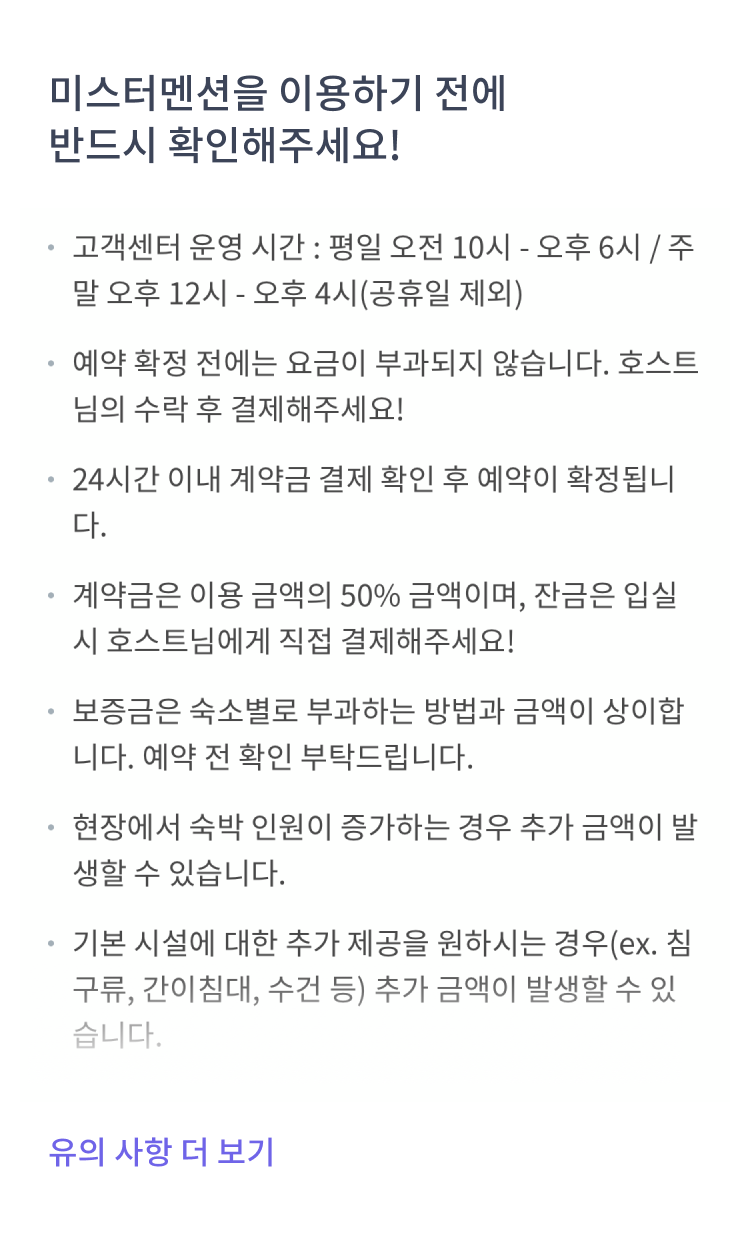 미스터멘션을 이용하기 전에
반드시 확인해주세요!
• 고객센터 운영 시간 : 평일 오전 10시 - 오후 6시 / 주
말 오후 12시 - 오후 4시(공휴일 제외)
• 예약 확정 전에는 요금이 부과되지 않습니다. 호스트
님의 수락 후 결제해주세요!
• 24시간 이내 계약금 결제 확인 후 예약이 확정됩니
다.
• 계약금은 이용 금액의 50% 금액이며, 잔금은 입실
시 호스트님에게 직접 결제해주세요!
• 보증금은 숙소별로 부과하는 방법과 금액이 상이합
니다. 예약 전 확인 부탁드립니다.
• 현장에서 숙박 인원이 증가하는 경우 추가 금액이 발
생할 수 있습니다.
• 기본 시설에 대한 추가 제공을 원하시는 경우(ex. 침
구류, 간이침대, 수건 등) 추가 금액이 발생할 수 있
습니다.
유의 사항 더 보기